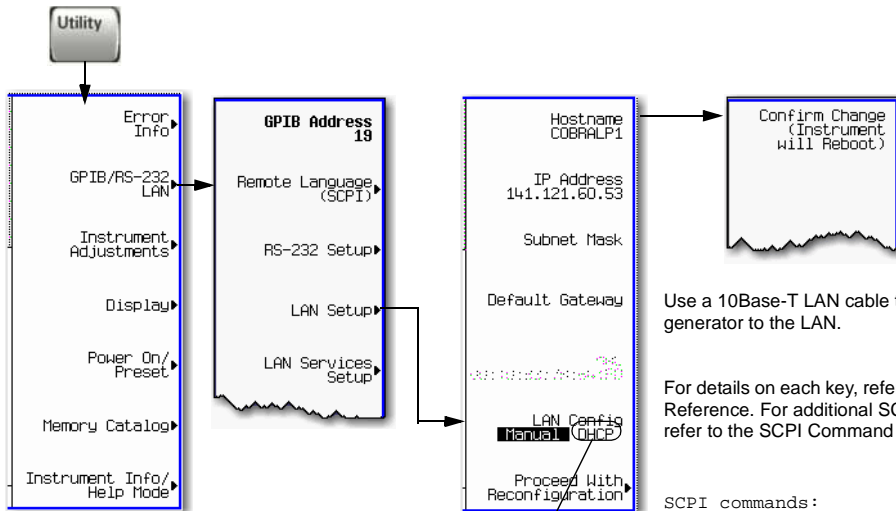 Utility
Error
Info
GPIB/RS-232
LAN
Instrument
Adjustments
Display
Power On/
Preset
Memory Catalog
Instrument Info/
Help Mode
GPIB Address
19
Remote Language
(SCPI)
RS-232 Setup
LAN Setup
LAN Services
Setup
Hostname
COBRALP1
IP Address
141.121.60.53
Subnet Mask
Default Gateway
LAN Config
Manual DHCP
Proceed With
Reconfiguration
Confirm Change
(Instrument
will Reboot)
Use a 10Base-T LAN cable
generator to the LAN.
For details on each key, refe
Reference. For additional SC
refer to the SCPI Command
SCPI commands: